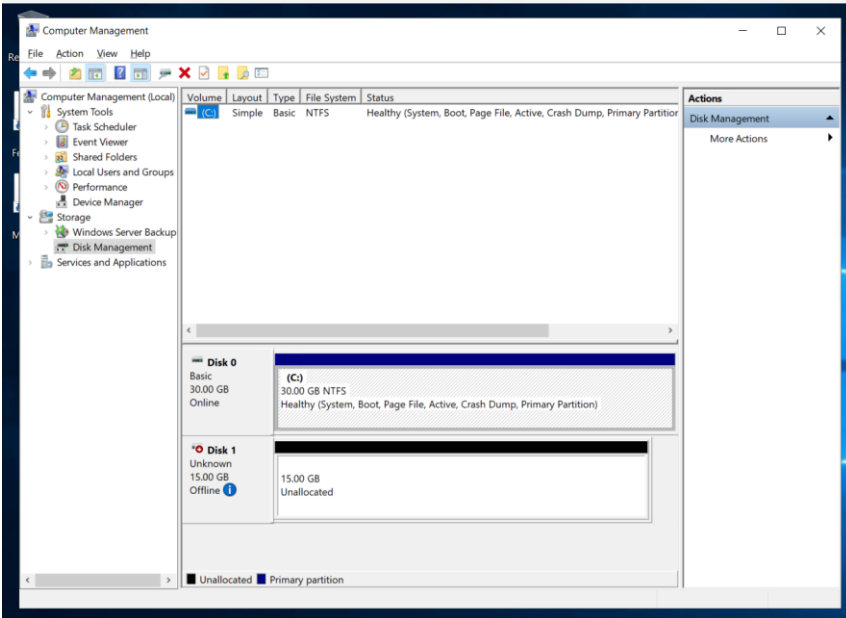 Computer Management
File Action View Help
Computer Management (Local)
System Tools
Task Scheduler
Event Viewer
Shared Folders
Local Users and Groups
Performance
Device Manager
Storage
Windows Server Backup
Disk Management
Services and Applications
Volume Layout Type File System Status
(C:) Simple Basic NTFS Healthy (System, Boot, Page File, Active, Crash Dump, Primary Partition
Actions
Disk Management
More Actions
Disk 0
Basic
30.00 GB
Online
(C:)
30.00 GB NTFS
Healthy (System, Boot, Page File, Active, Crash Dump, Primary Partition)
Disk 1
Unknown
15.00 GB
Offline
15.00 GB
Unallocated
Unallocated Primary partition